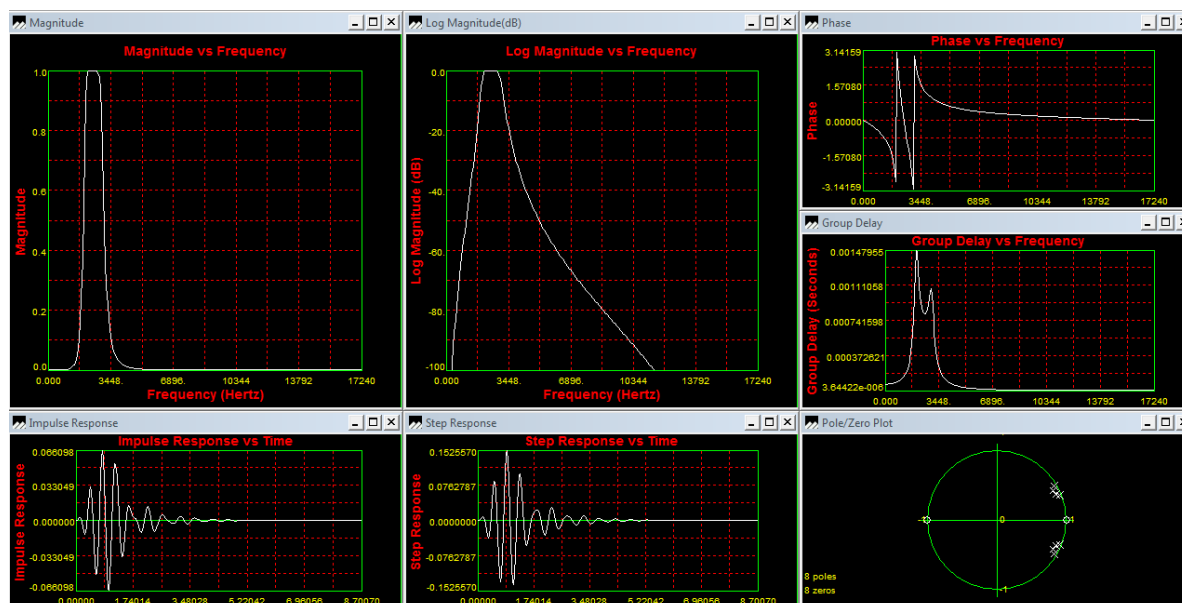 Magnitude
Magnitude vs Frequency
1.0
0.8
0.6
0.4
0.2
0.0
Magnitude
0.000 3448. 6896. 10344 13792 17240
Frequency (Hertz)
Log Magnitude(dB)
Log Magnitude vs Frequency
0.0
-20.
-40.
-60.
-80.
-100
Log Magnitude (dB)
0.000 3448. 6896. 10344 13792 17240
Frequency (Hertz)
Phase
Phase vs Frequency
3.14159
1.57080
0.00000
-1.57080
-3.14159
Phase
0.000 3448. 6896. 10344 13792 17240
Group Delay
Group Delay vs Frequency
0.00147955
0.00111058
0.000741598
0.000372621
3.64422e-006
Group Delay (Seconds)
0.000 3448. 6896. 10344 13792 17240
Impulse Response
Impulse Response vs Time
0.066098
0.033049
0.000000
-0.033049
-0.066098
Impulse Response
0.00000 1.74014 3.48028 5.22042 6.96056 8.70070
Step Response
Step Response vs Time
0.1525570
0.0762787
0.0000000
-0.0762787
-0.1525570
Step Response
0.00000 1.74014 3.48028 5.22042 6.96056 8.70070
Pole/Zero Plot
-1 0 1
-1
8 poles
8 zeros